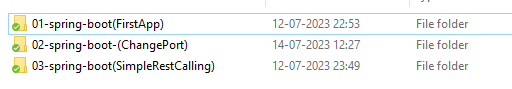 01-spring-boot(FirstApp) 12-07-2023 22:53 File folder
02-spring-boot-(ChangePort) 14-07-2023 12:27 File folder
03-spring-boot(SimpleRestCalling) 12-07-2023 23:49 File folder